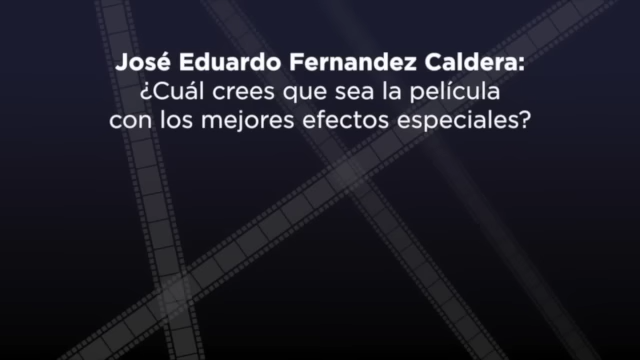 José Eduardo Fernandez Caldera:
¿Cuál crees que sea la película
con los mejores efectos especiales?